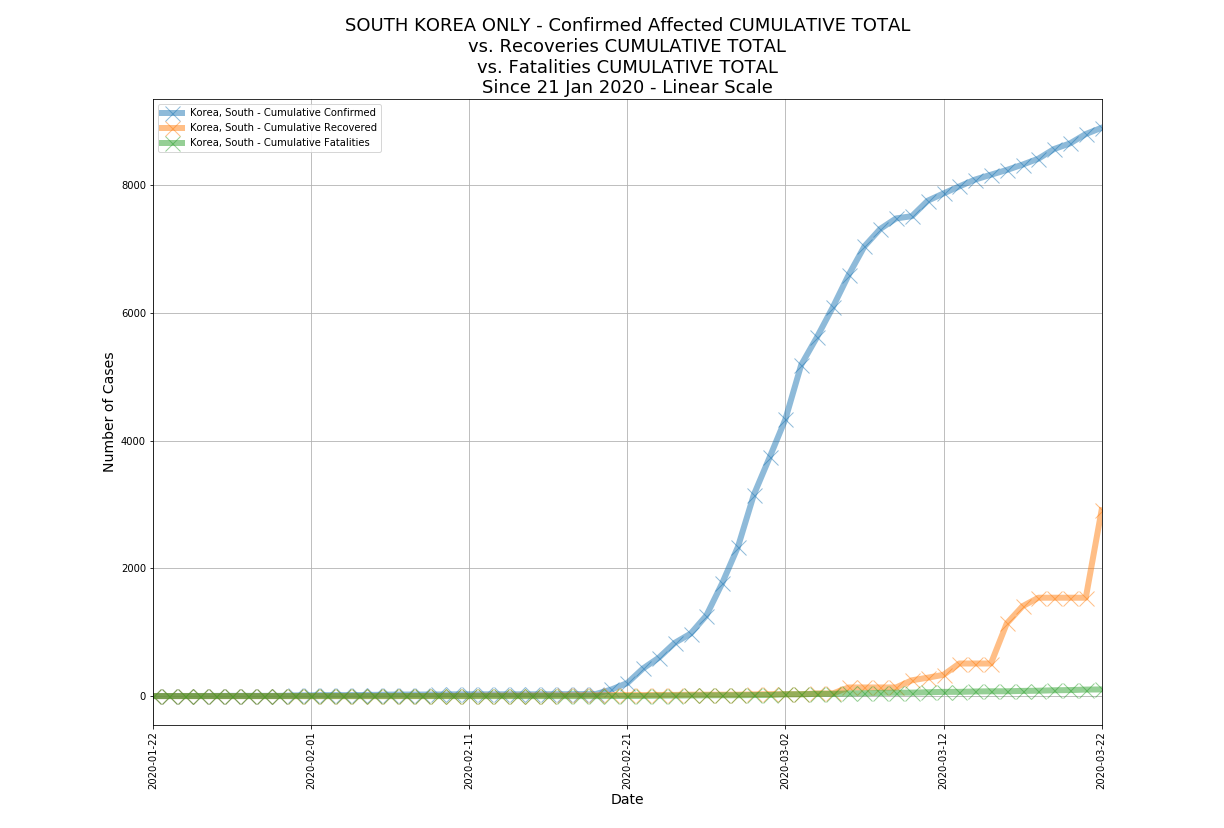 SOUTH KOREA ONLY - Confirmed Affected CUMULATIVE TOTAL
vs. Recoveries CUMULATIVE TOTAL
vs. Fatalities CUMULATIVE TOTAL
Since 21 Jan 2020 - Linear Scale
Korea, South - Cumulative Confirmed
Korea, South - Cumulative Recovered
Korea, South - Cumulative Fatalities
8000
6000
4000
2000
0
Number of Cases
2020-01-22
2020-02-01
2020-02-11
2020-02-21
2020-03-02
2020-03-12
2020-03-22
Date